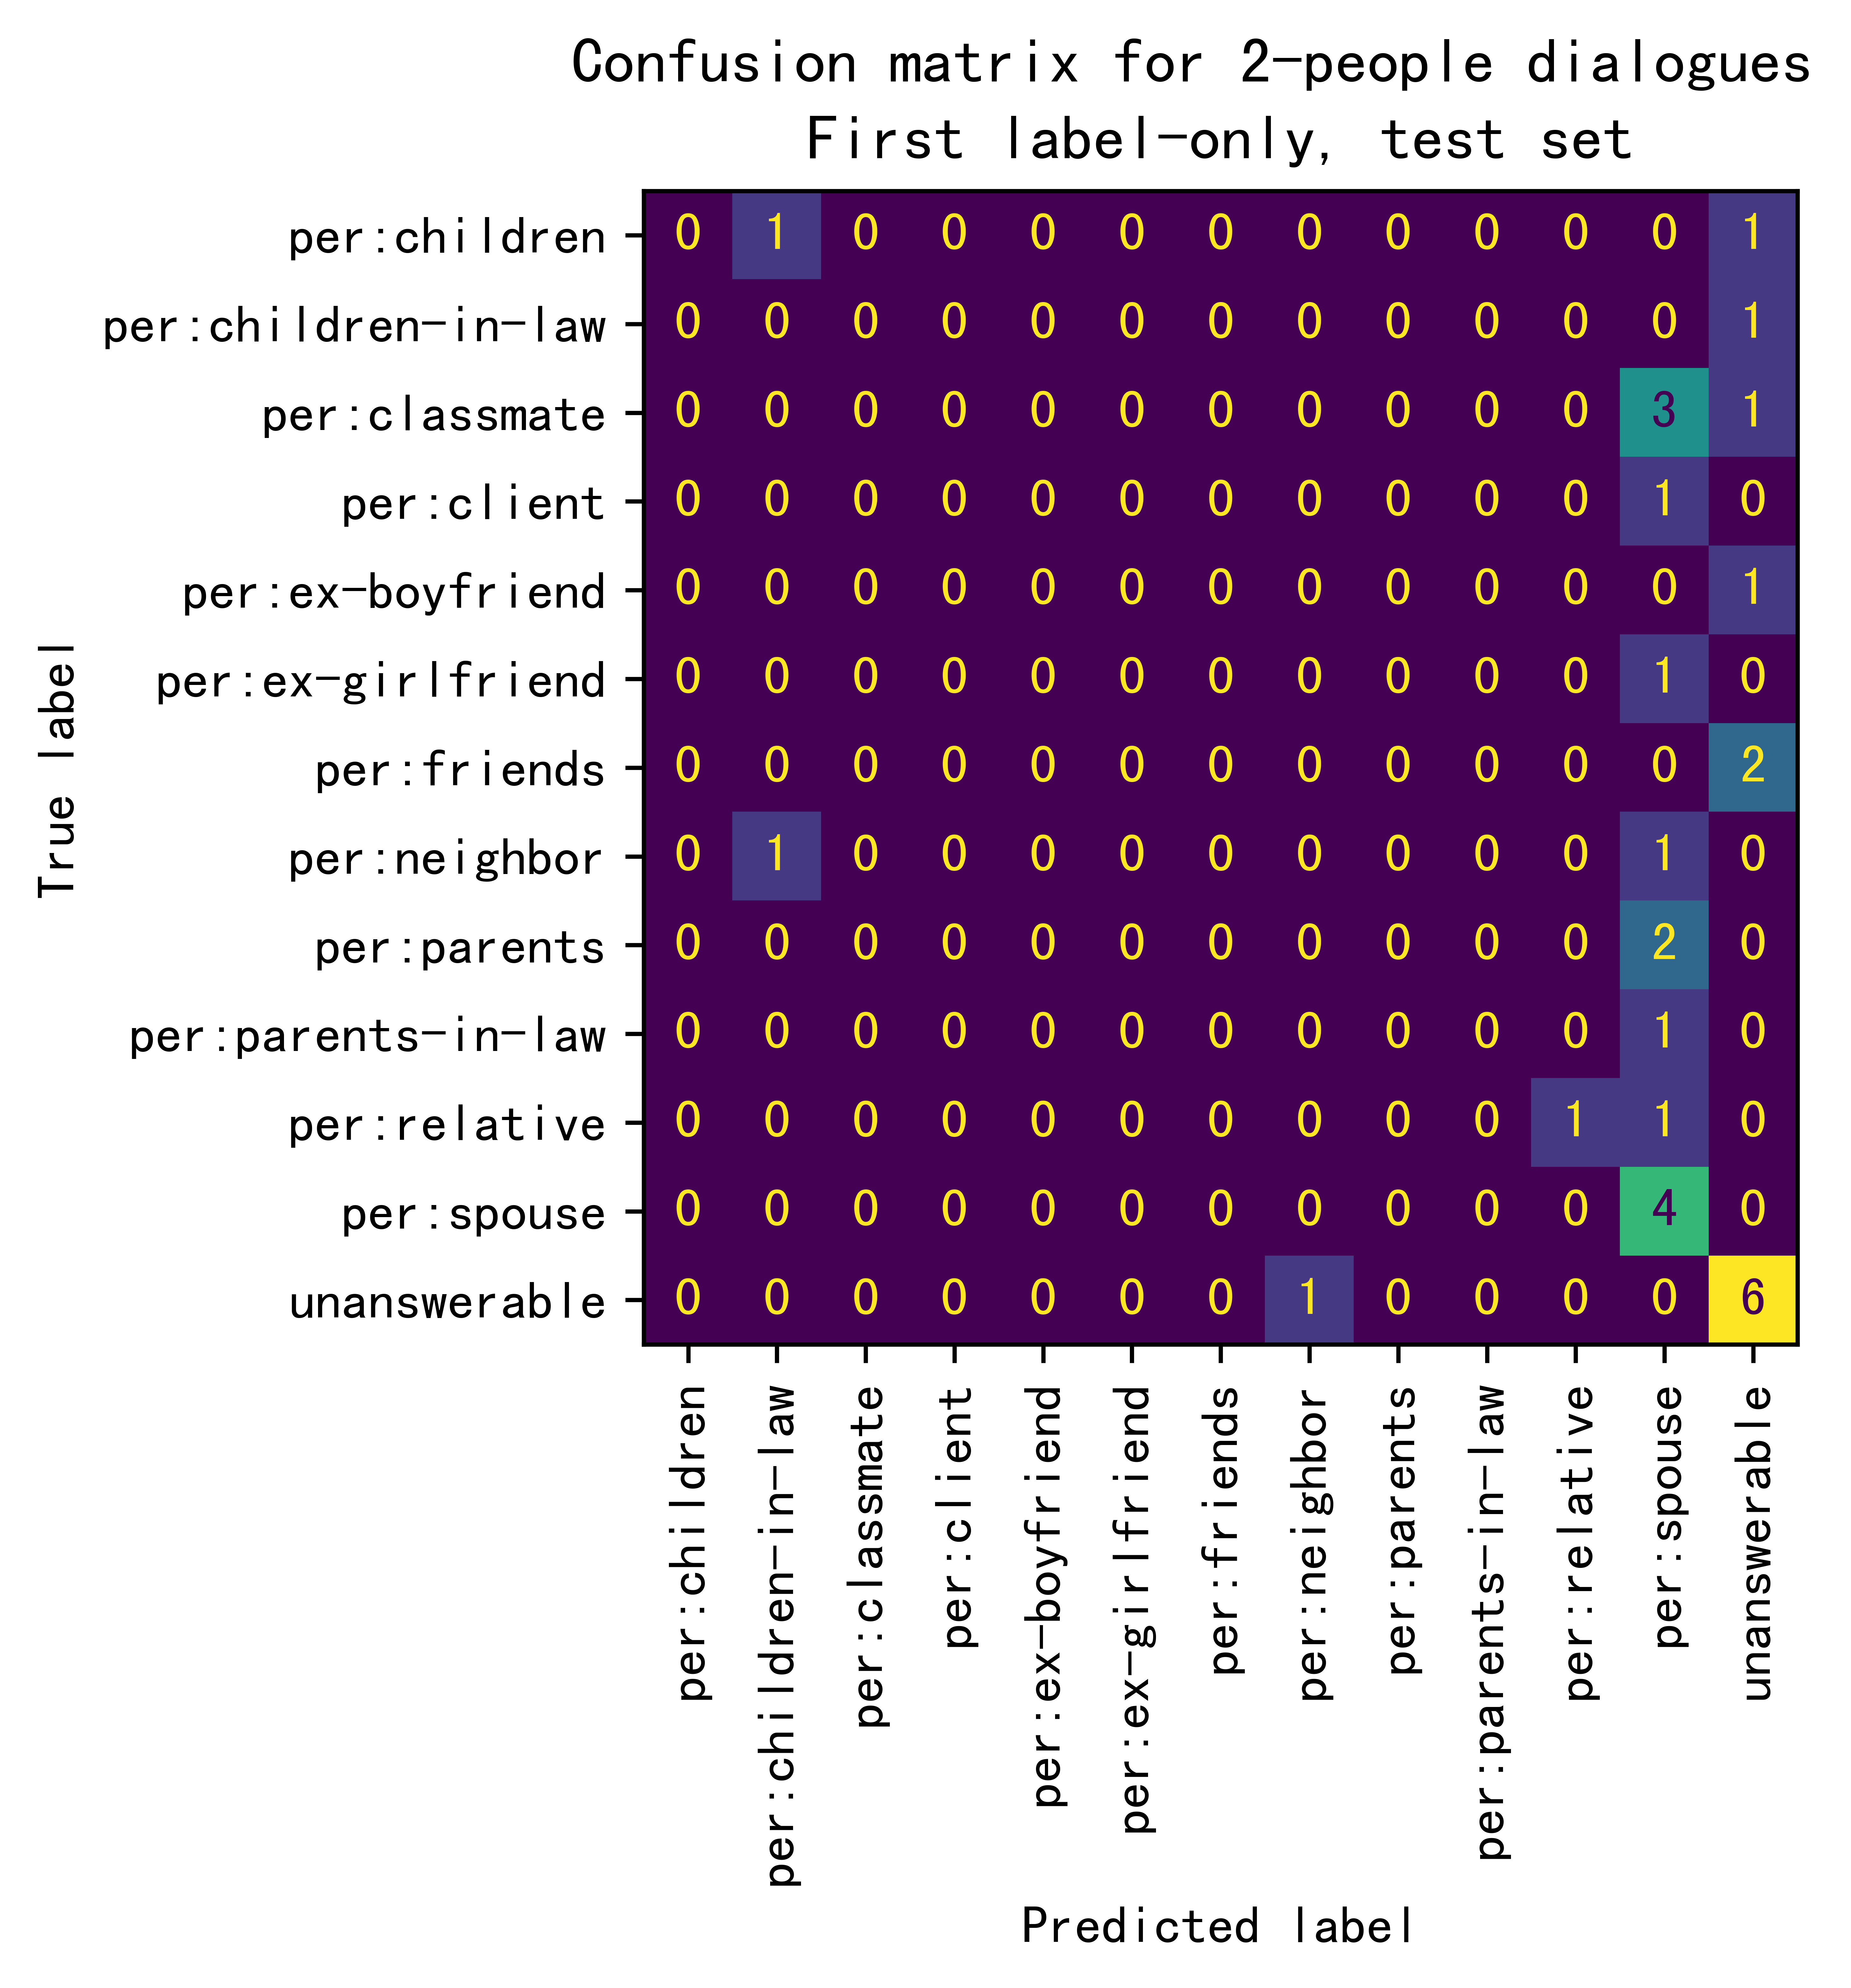 Confusion matrix for 2-people dialogues
First label-only, test set
True label
per:children 0 1 0 0 0 0 0 0 0 0 0 0 1
per:children-in-law 0 0 0 0 0 0 0 0 0 0 0 0 1
per:classmate 0 0 0 0 0 0 0 0 0 0 0 3 1
per:client 0 0 0 0 0 0 0 0 0 0 0 1 0
per:ex-boyfriend 0 0 0 0 0 0 0 0 0 0 0 0 1
per:ex-girlfriend 0 0 0 0 0 0 0 0 0 0 0 1 0
per:friends 0 0 0 0 0 0 0 0 0 0 0 0 2
per:neighbor 0 1 0 0 0 0 0 0 0 0 0 1 0
per:parents 0 0 0 0 0 0 0 0 0 0 0 2 0
per:parents-in-law 0 0 0 0 0 0 0 0 0 0 0 1 0
per:relative 0 0 0 0 0 0 0 0 0 0 1 1 0
per:spouse 0 0 0 0 0 0 0 0 0 0 0 4 0
unanswerable 0 0 0 0 0 0 0 1 0 0 0 0 6
per:children
per:children-in-law
per:classmate
per:client
per:ex-boyfriend
per:ex-girlfriend
per:friends
per:neighbor
per:parents
per:parents-in-law
per:relative
per:spouse
unanswerable
Predicted label